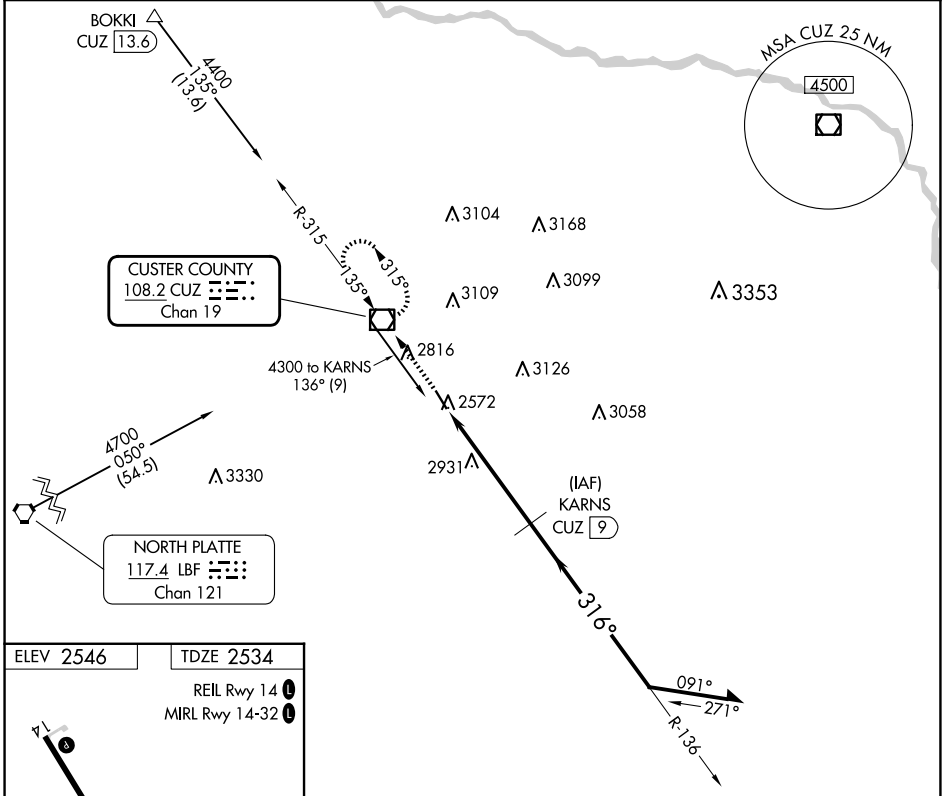 BOKKI
CUZ 13.6
4400
135°
(13.6)
MSA CUZ 25 NM
4500
R-315
135°
315°
3104
3168
3109
3099
3353
CUSTER COUNTY
108.2 CUZ
Chan 19
2816
4300 to KARNS
136° (9)
3126
2572
3058
4700
050°
(54.5)
3330
2931
(IAF)
KARNS
CUZ 9
NORTH PLATTE
117.4 LBF
Chan 121
316°
091°
271°
R-136
ELEV 2546
TDZE 2534
REIL Rwy 14 L
MIRL Rwy 14-32 L
14
P